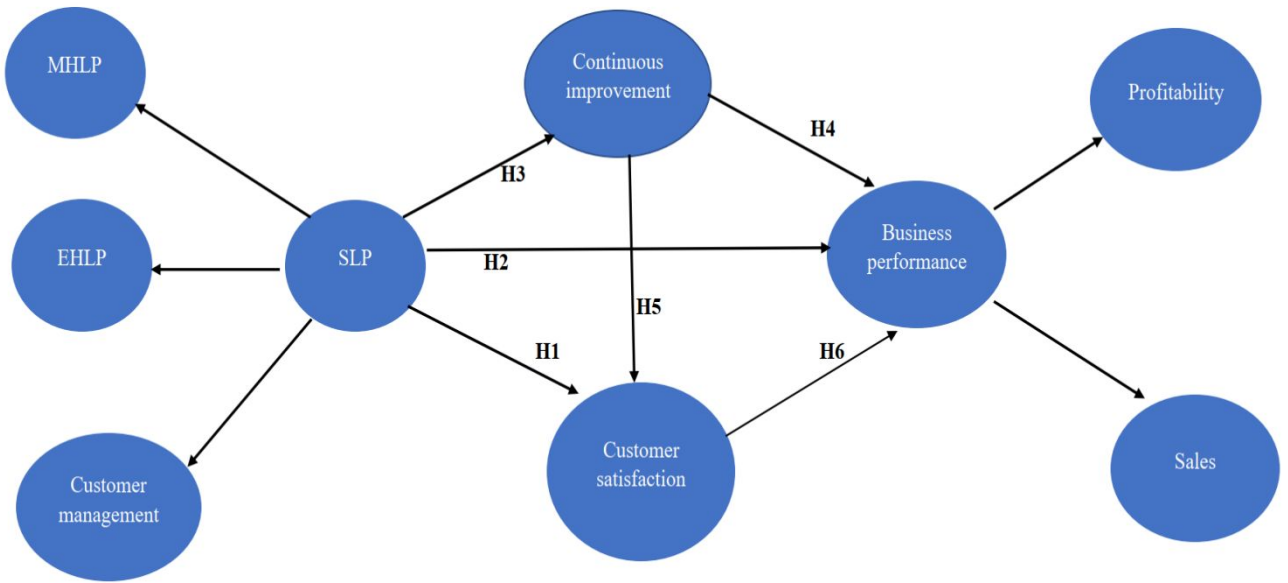 MHLP
Continuous
improvement
Profitability
H4
H3
EHLP
SLP
H2
Business
performance
H5
H1
H6
Customer
management
Customer
satisfaction
Sales